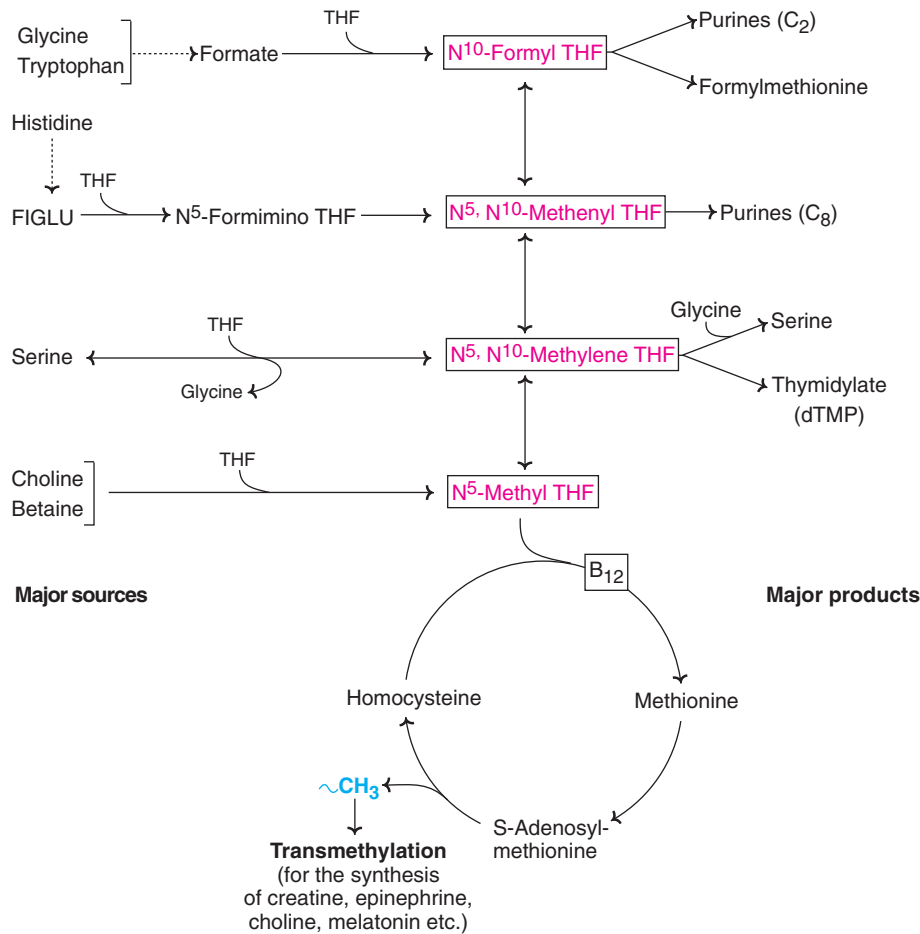 Glycine
Tryptophan
Formate
THF
N¹⁰-Formyl THF
Purines (C₂)
Formylmethionine
Histidine
FIGLU
THF
N⁵-Formimino THF
N⁵, N¹⁰-Methenyl THF
Purines (C₈)
Serine
THF
Glycine
N⁵, N¹⁰-Methylene THF
Glycine
Serine
Thymidylate
(dTMP)
Choline
Betaine
THF
N⁵-Methyl THF
B₁₂
Major sources
Major products
Homocysteine
Methionine
~CH₃
S-Adenosyl-
methionine
Transmethylation
(for the synthesis
of creatine, epinephrine,
choline, melatonin etc.)